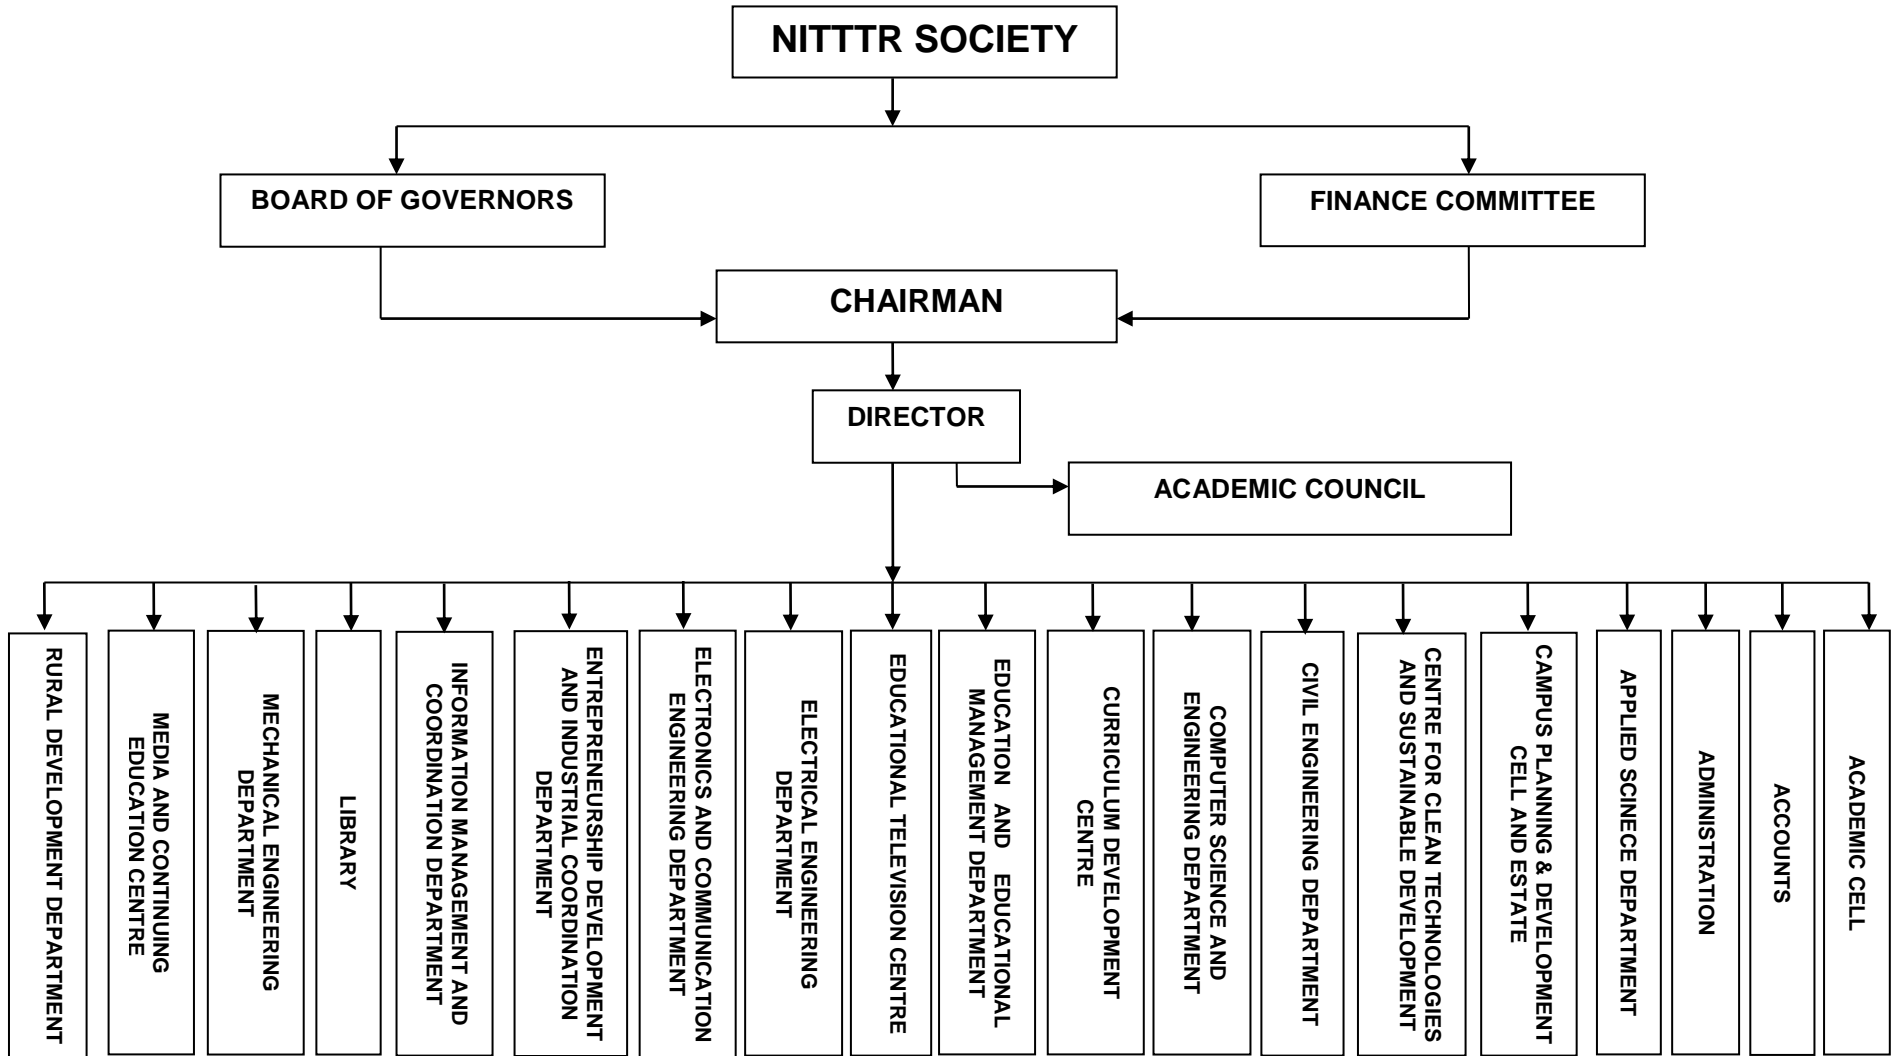 NITTTR SOCIETY
BOARD OF GOVERNORS
FINANCE COMMITTEE
CHAIRMAN
DIRECTOR
ACADEMIC COUNCIL
RURAL DEVELOPMENT DEPARTMENT
MEDIA AND CONTINUING
EDUCATION CENTRE
MECHANICAL ENGINEERING
DEPARTMENT
LIBRARY
INFORMATION MANAGEMENT AND
COORDINATION DEPARTMENT
ENTREPRENEURSHIP DEVELOPMENT
AND INDUSTRIAL COORDINATION
DEPARTMENT
ELECTRONICS AND COMMUNICATION
ENGINEERING DEPARTMENT
ELECTRICAL ENGINEERING
DEPARTMENT
EDUCATIONAL TELEVISION CENTRE
EDUCATION AND EDUCATIONAL
MANAGEMENT DEPARTMENT
CURRICULUM DEVELOPMENT
CENTRE
COMPUTER SCIENCE AND
ENGINEERING DEPARTMENT
CIVIL ENGINEERING DEPARTMENT
CENTRE FOR CLEAN TECHNOLOGIES
AND SUSTAINABLE DEVELOPMENT
CAMPUS PLANNING & DEVELOPMENT
CELL AND ESTATE
APPLIED SCINECE DEPARTMENT
ADMINISTRATION
ACCOUNTS
ACADEMIC CELL